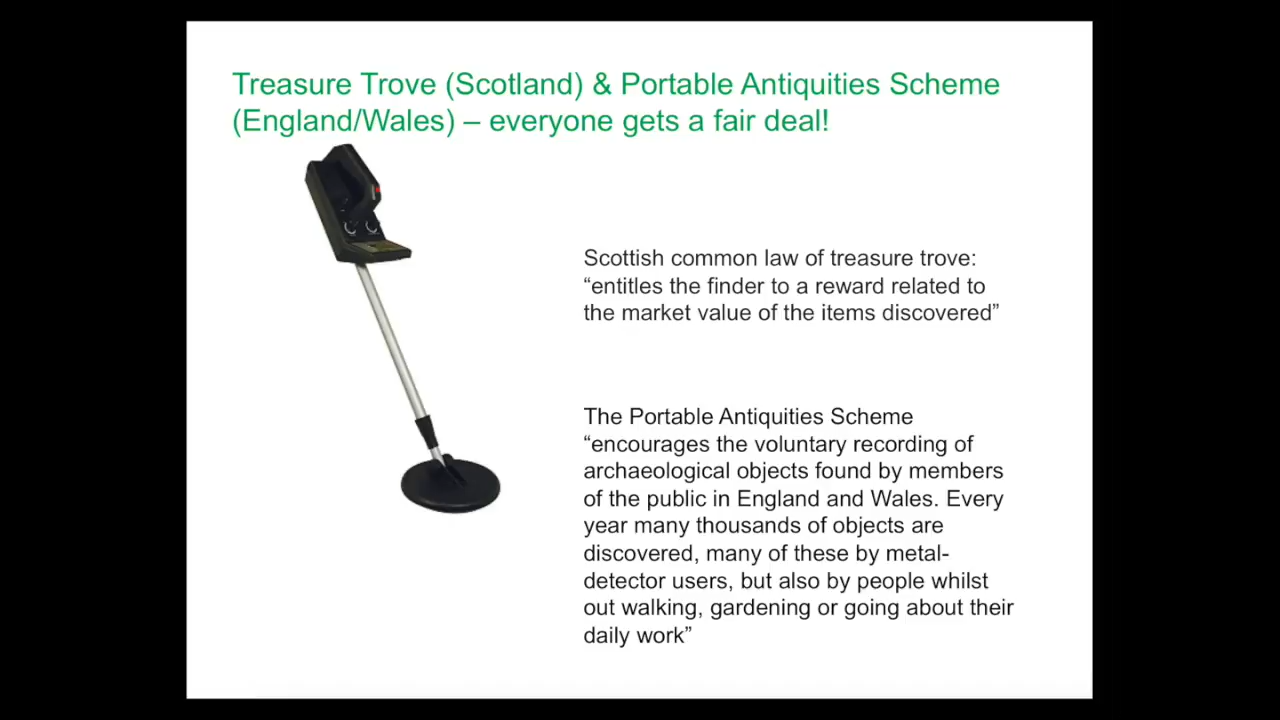 Treasure Trove (Scotland) & Portable Antiquities Scheme
(England/Wales) – everyone gets a fair deal!
Scottish common law of treasure trove:
“entitles the finder to a reward related to
the market value of the items discovered”
The Portable Antiquities Scheme
“encourages the voluntary recording of
archaeological objects found by members
of the public in England and Wales. Every
year many thousands of objects are
discovered, many of these by metal-
detector users, but also by people whilst
out walking, gardening or going about their
daily work”